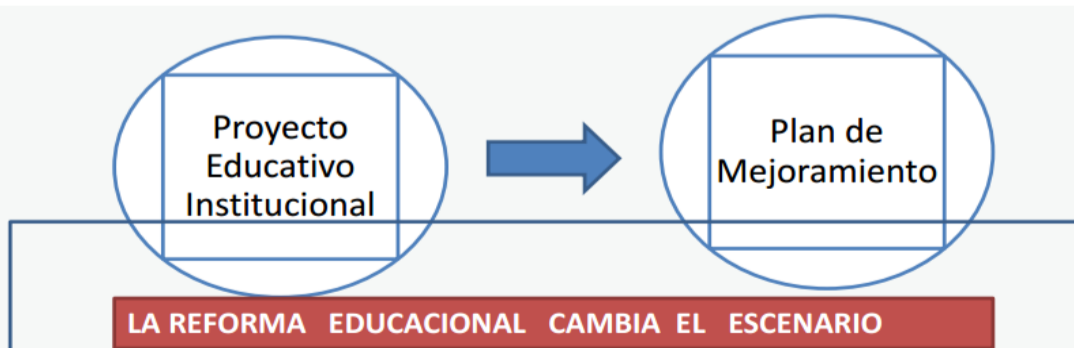 Proyecto
Educativo
Institucional
Plan de
Mejoramiento
LA REFORMA EDUCACIONAL CAMBIA EL ESCENARIO